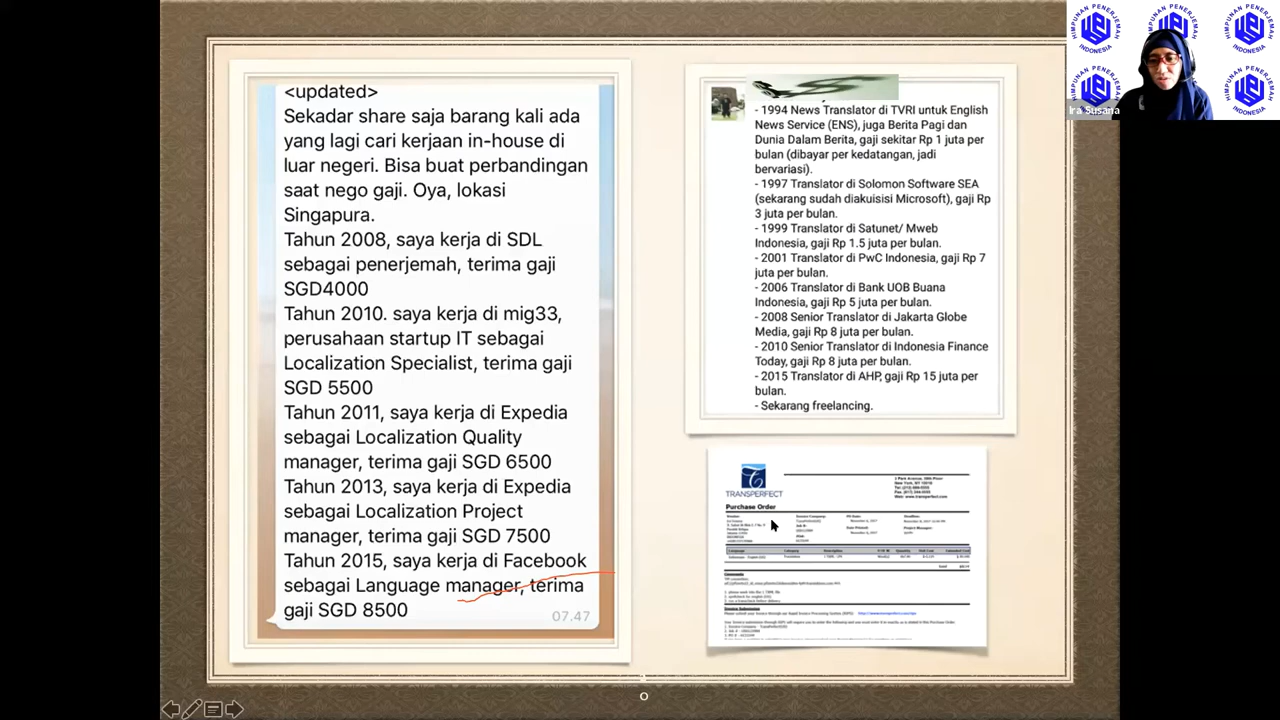 <updated>
Sekadar share saja barang kali ada
yang lagi cari kerjaan in-house di
luar negeri. Bisa buat perbandingan
saat nego gaji. Oya, lokasi
Singapura.
Tahun 2008, saya kerja di SDL
sebagai penerjemah, terima gaji
SGD4000
Tahun 2010. saya kerja di mig33,
perusahaan startup IT sebagai
Localization Specialist, terima gaji
SGD 5500
Tahun 2011, saya kerja di Expedia
sebagai Localization Quality
manager, terima gaji SGD 6500
Tahun 2013, saya kerja di Expedia
sebagai Localization Project
manager, terima gaji SGD 7500
Tahun 2015, saya kerja di Facebook
sebagai Language manager, terima
gaji SGD 8500
07.47
- 1994 News Translator di TVRI untuk English
News Service (ENS), juga Berita Pagi dan
Dunia Dalam Berita, gaji sekitar Rp 1 juta per
bulan (dibayar per kedatangan, jadi
bervariasi).
- 1997 Translator di Solomon Software SEA
(sekarang sudah diakuisisi Microsoft), gaji Rp
3 juta per bulan.
- 1999 Translator di Satunet/ Mweb
Indonesia, gaji Rp 1.5 juta per bulan.
- 2001 Translator di PwC Indonesia, gaji Rp 7
juta per bulan.
- 2006 Translator di Bank UOB Buana
Indonesia, gaji Rp 5 juta per bulan.
- 2008 Senior Translator di Jakarta Globe
Media, gaji Rp 8 juta per bulan.
- 2010 Senior Translator di Indonesia Finance
Today, gaji Rp 8 juta per bulan.
- 2015 Translator di AHP, gaji Rp 15 juta per
bulan.
- Sekarang freelancing.
TRANSPERFECT
Purchase Order
HIMPUNAN PENERJEMAH
INDONESIA
Ira Susana